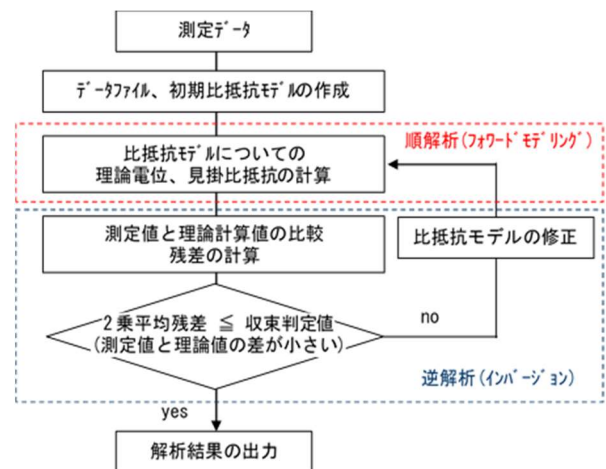 測定ﾃﾞｰﾀ
ﾃﾞｰﾀﾌｧｲﾙ、初期比抵抗ﾓﾃﾞﾙの作成
順解析(ﾌｫﾜｰﾄﾞﾓﾃﾞﾘﾝｸﾞ)
比抵抗ﾓﾃﾞﾙについての
理論電位、見掛比抵抗の計算
測定値と理論計算値の比較
残差の計算
比抵抗モデルの修正
2乗平均残差 ≦ 収束判定値
(測定値と理論値の差が小さい)
no
逆解析(ｲﾝﾊﾞｰｼﾞｮﾝ)
yes
解析結果の出力